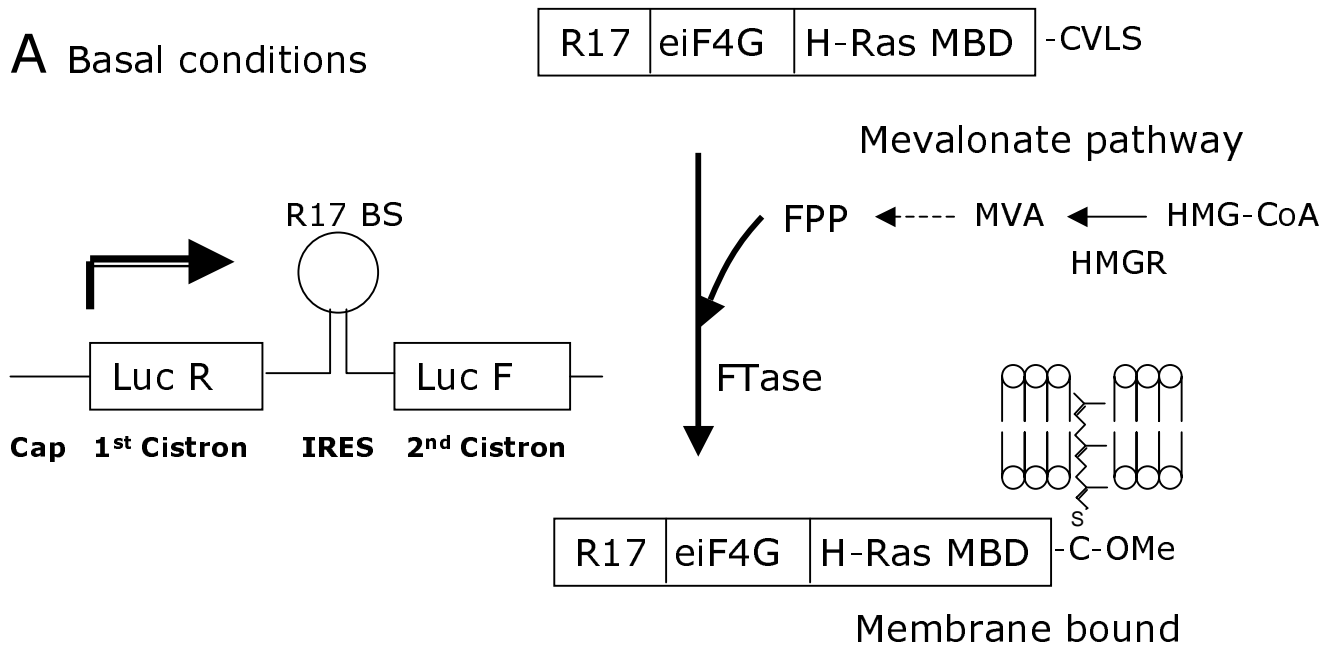 A Basal conditions
R17 eiF4G H-Ras MBD -CVLS
Mevalonate pathway
FPP MVA HMG-CoA
HMGR
R17 BS
Luc R Luc F
Cap 1st Cistron IRES 2nd Cistron
FTase
S
R17 eiF4G H-Ras MBD -C-OMe
Membrane bound